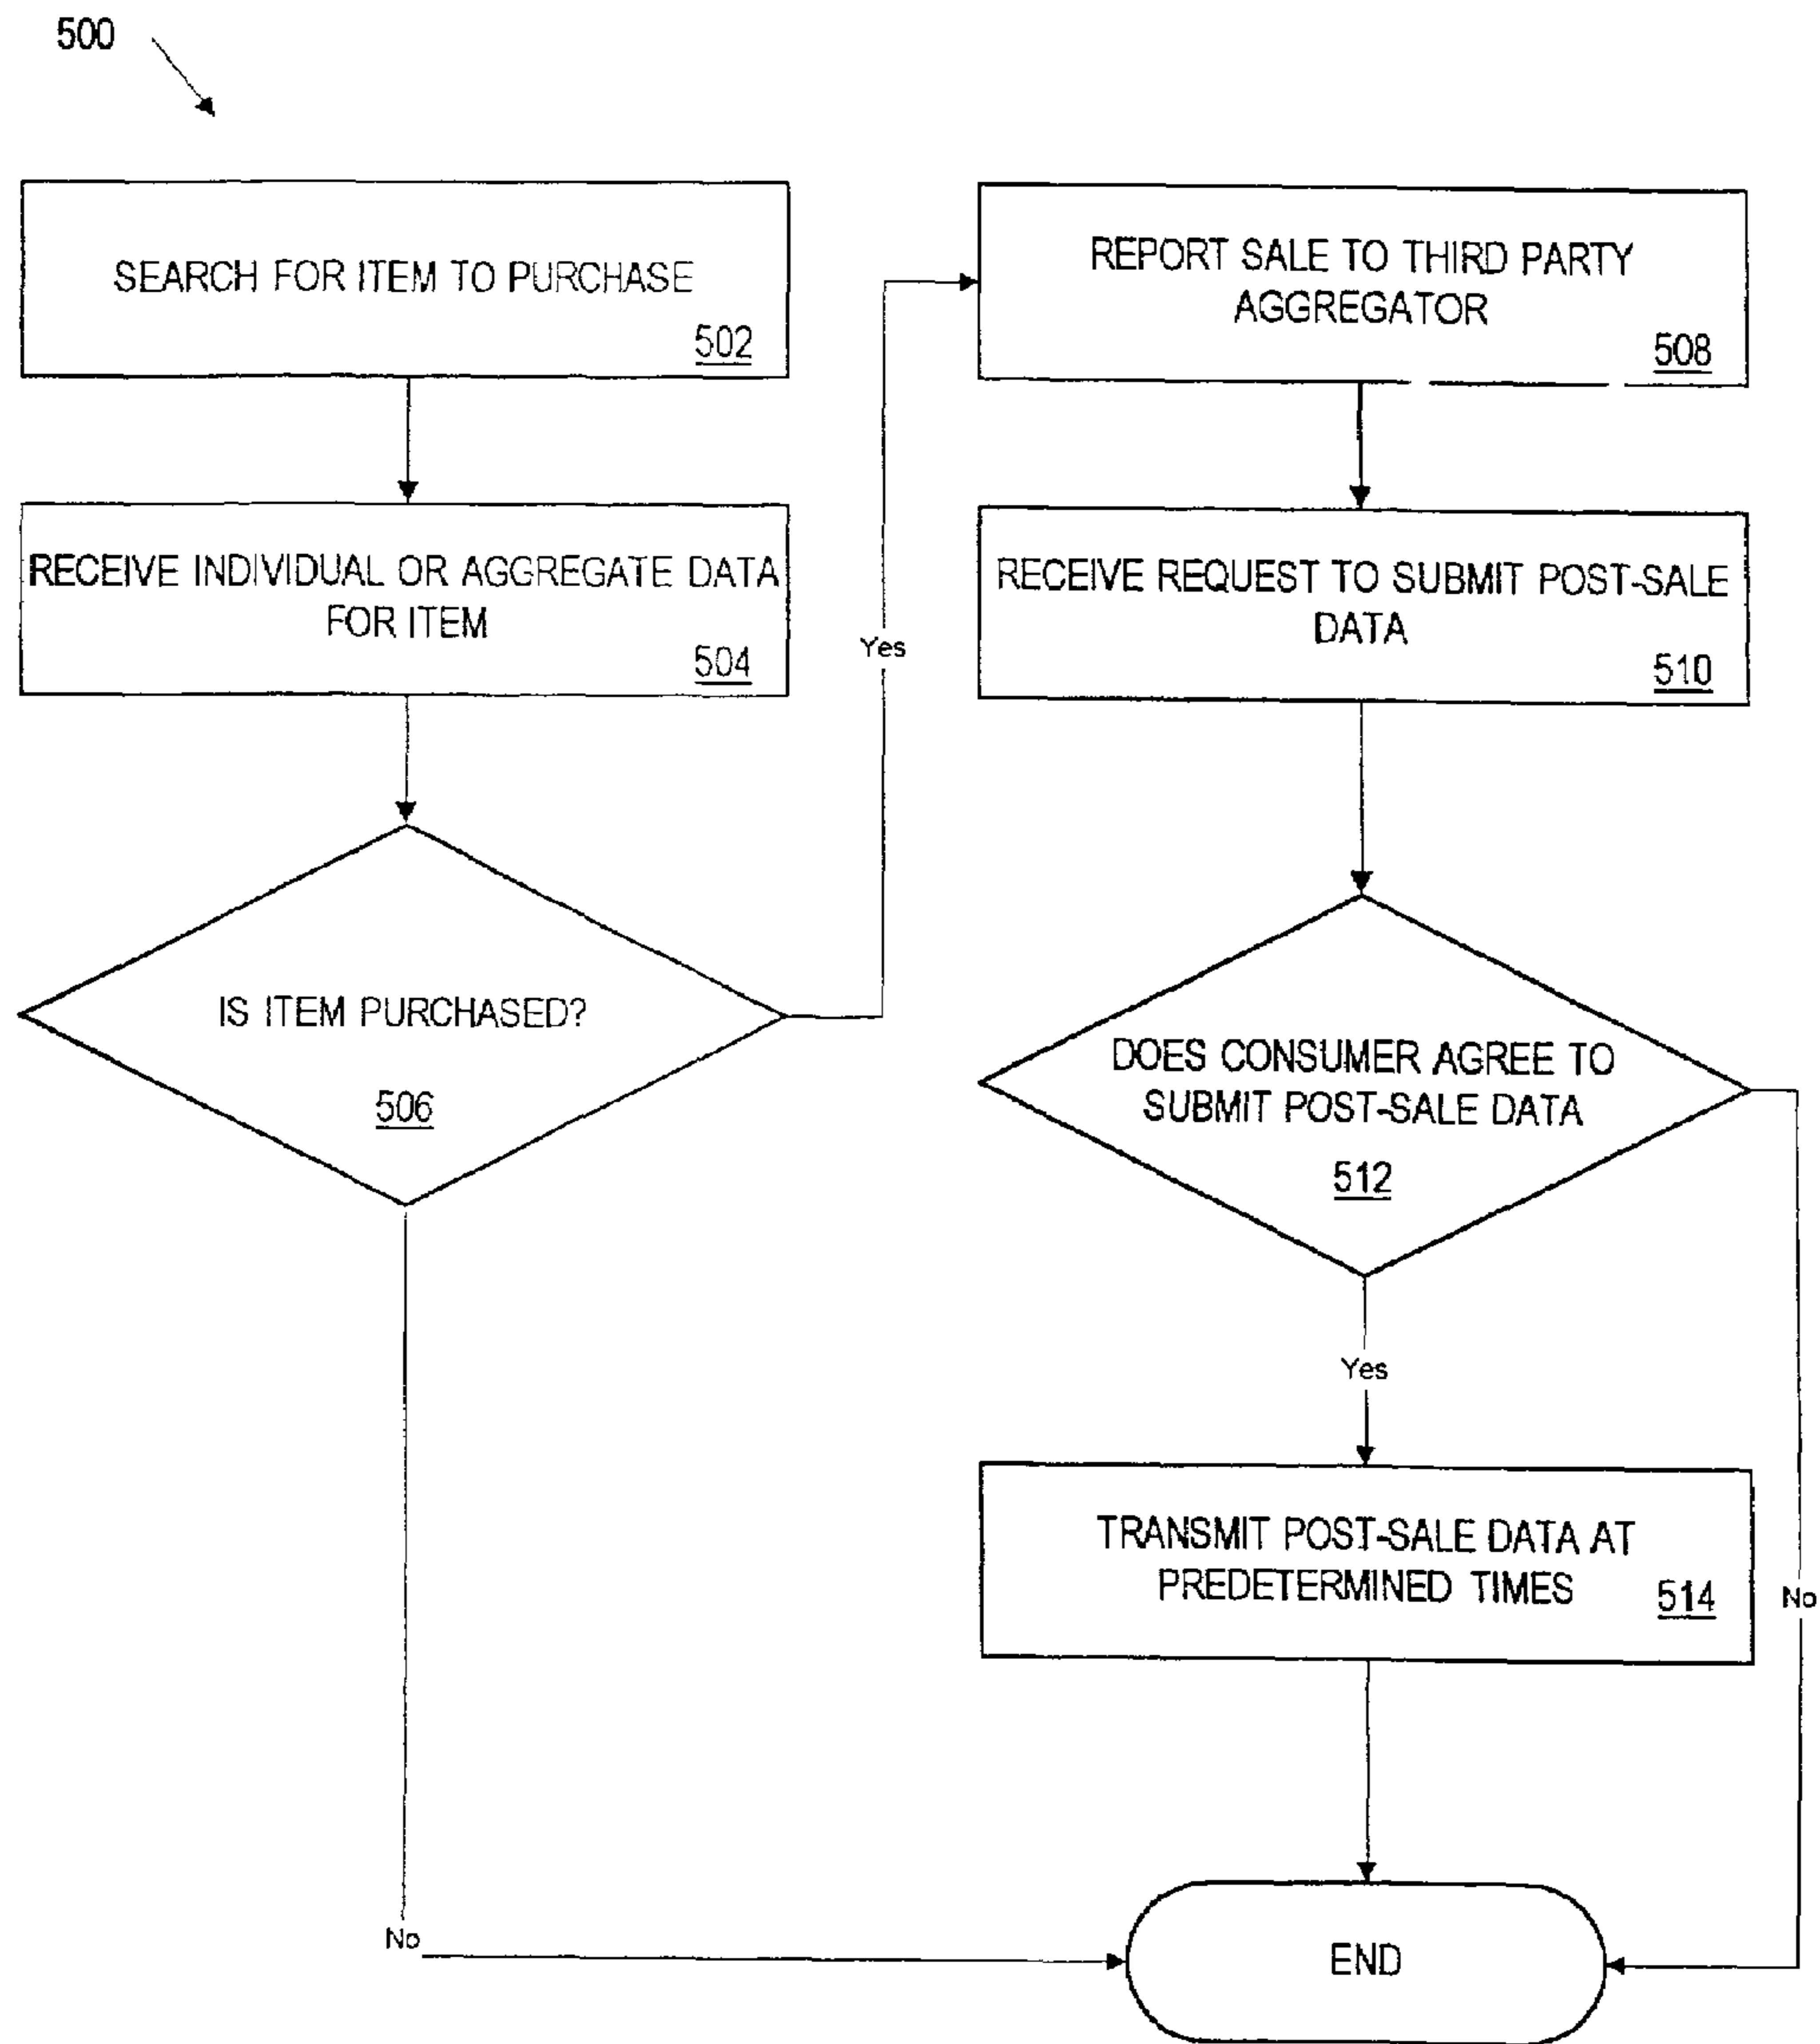 500
SEARCH FOR ITEM TO PURCHASE
502
RECEIVE INDIVIDUAL OR AGGREGATE DATA
FOR ITEM
504
IS ITEM PURCHASED?
506
No
Yes
REPORT SALE TO THIRD PARTY
AGGREGATOR
508
RECEIVE REQUEST TO SUBMIT POST-SALE
DATA
510
DOES CONSUMER AGREE TO
SUBMIT POST-SALE DATA
512
Yes
No
TRANSMIT POST-SALE DATA AT
PREDETERMINED TIMES
514
END